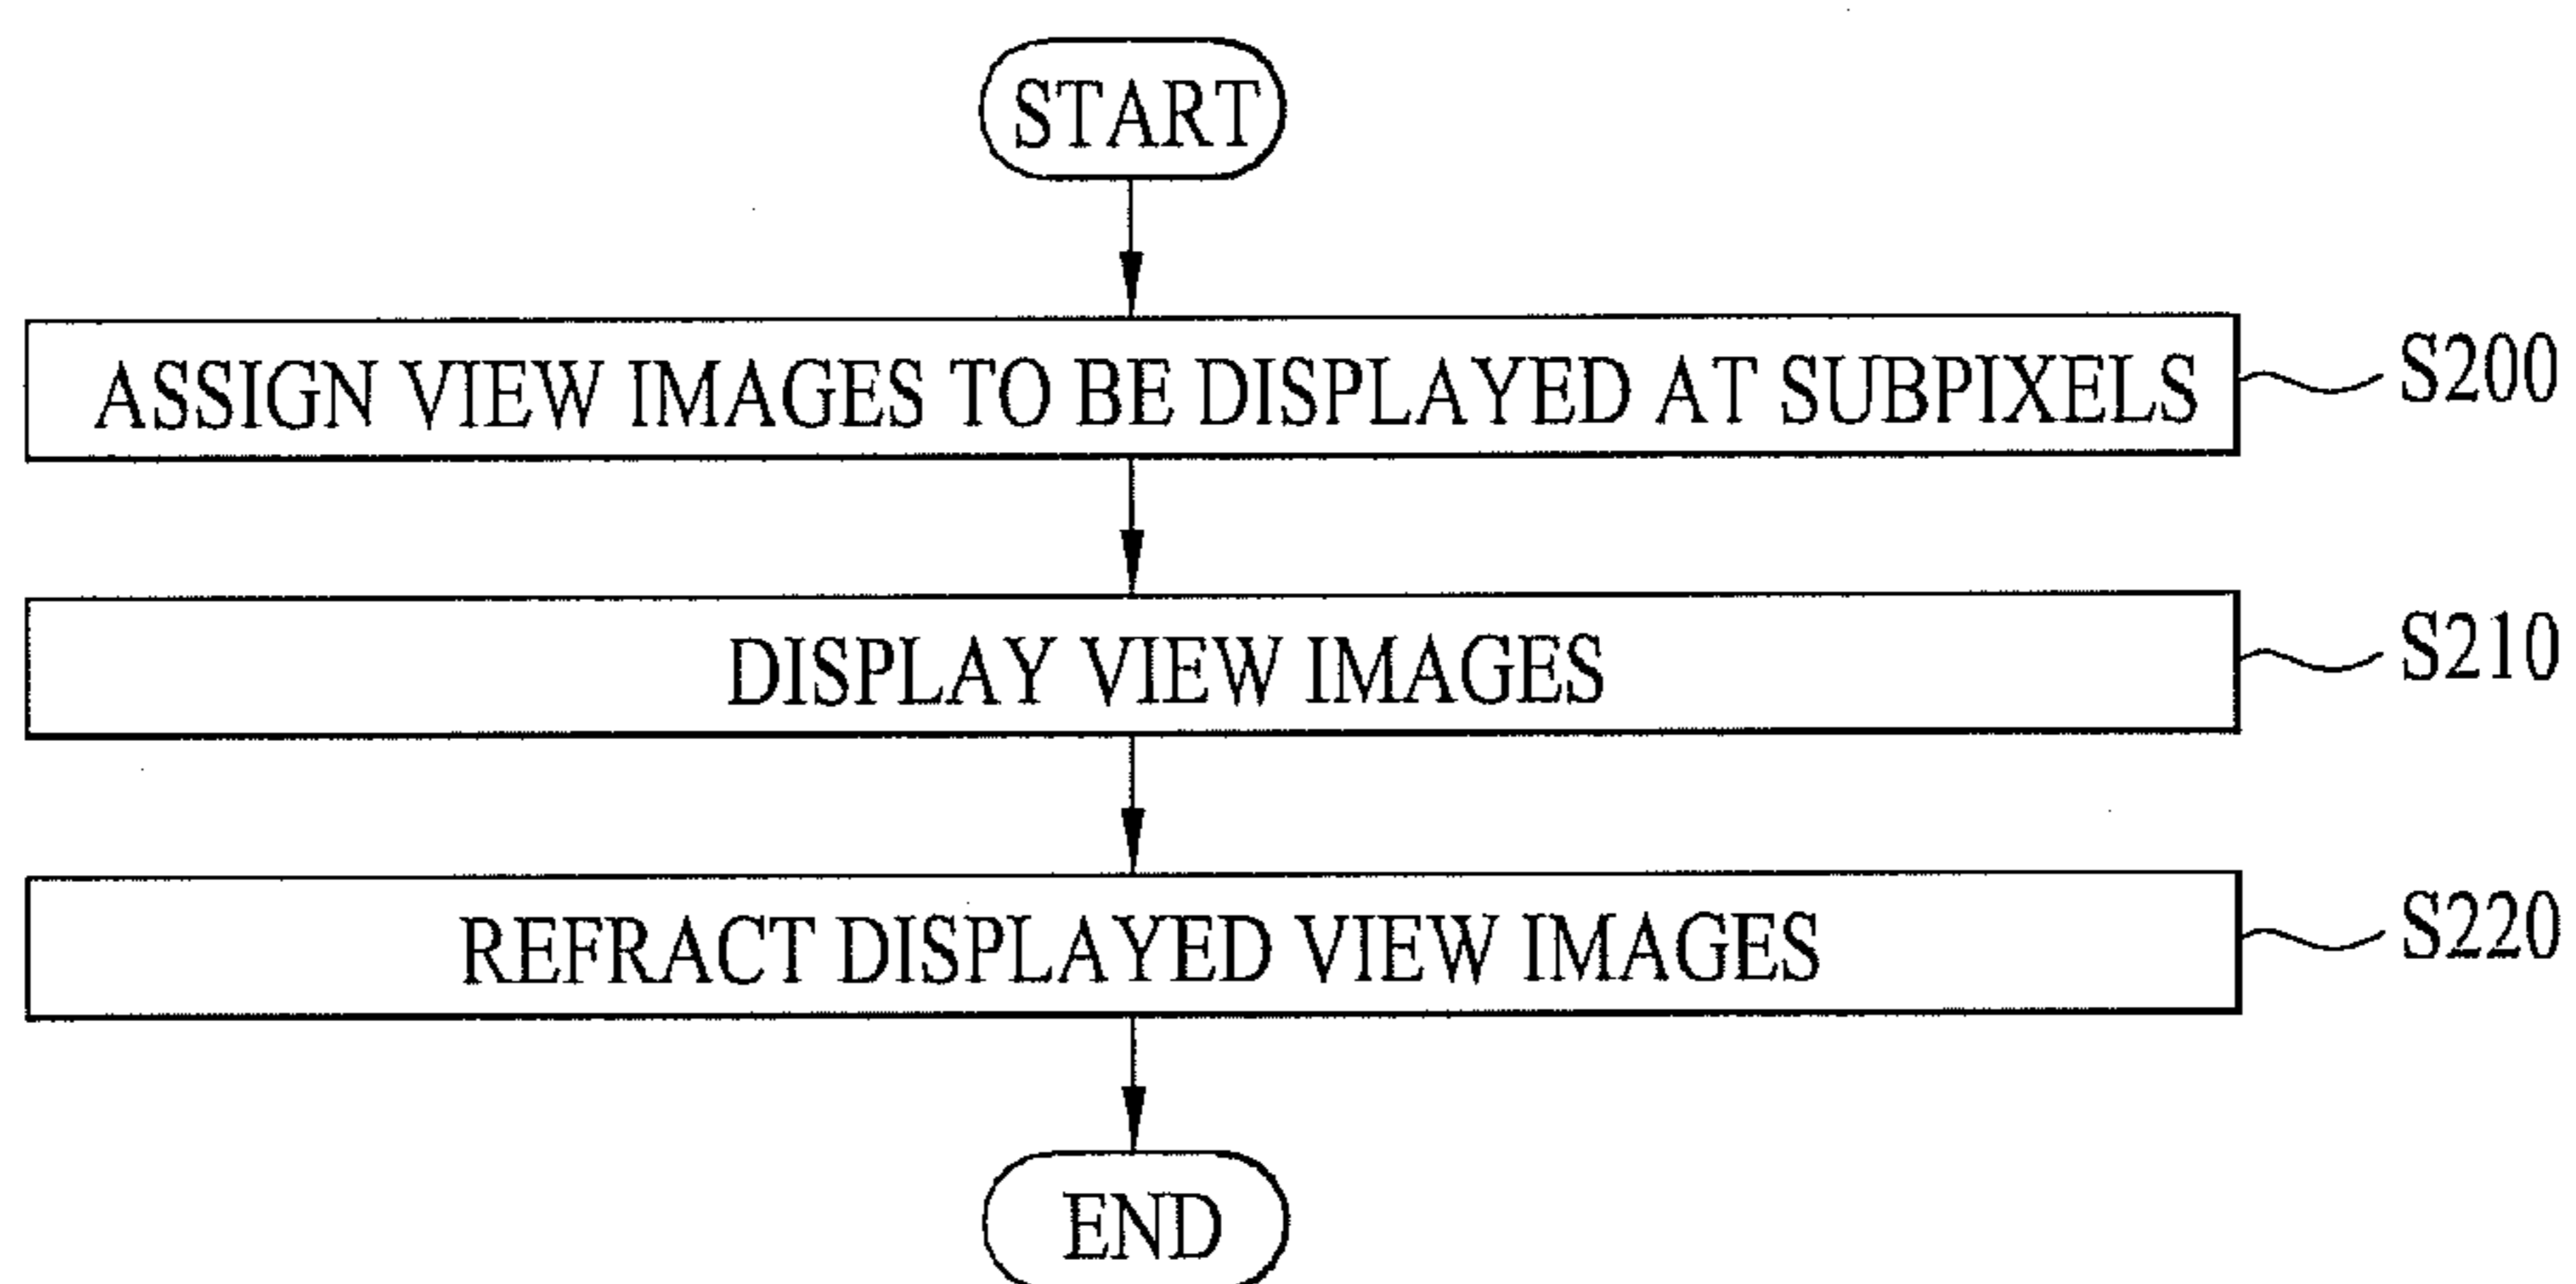 START
ASSIGN VIEW IMAGES TO BE DISPLAYED AT SUBPIXELS
S200
DISPLAY VIEW IMAGES
S210
REFRACT DISPLAYED VIEW IMAGES
S220
END